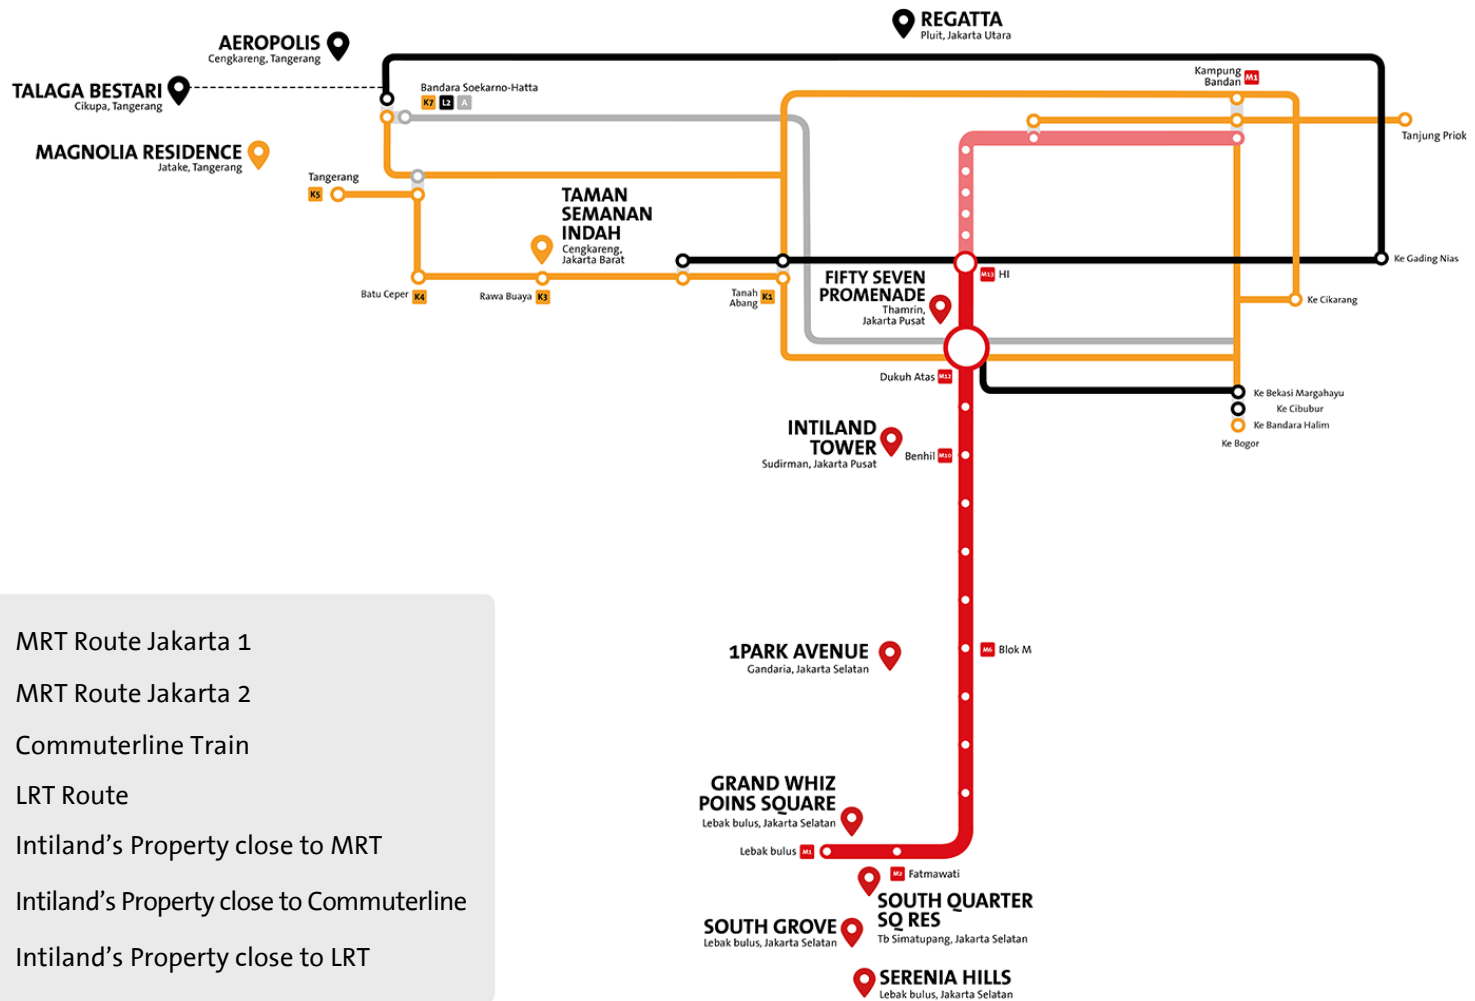 REGATTA
Pluit, Jakarta Utara
AEROPOLIS
Cengkareng, Tangerang
TALAGA BESTARI
Cikupa, Tangerang
Bandara Soekarno-Hatta
K7 L2 A
Kampung
Bandan
M1
Tanjung Priok
MAGNOLIA RESIDENCE
Jatake, Tangerang
Tangerang
K5
TAMAN
SEMANAN
INDAH
Cengkareng,
Jakarta Barat
Batu Ceper K4
Rawa Buaya K3
Tanah
Abang
K1
M13 HI
Ke Gading Nias
FIFTY SEVEN
PROMENADE
Thamrin,
Jakarta Pusat
Ke Cikarang
Dukuh Atas M12
Ke Bekasi Margahayu
Ke Cibubur
Ke Bandara Halim
Ke Bogor
INTILAND
TOWER
Sudirman, Jakarta Pusat
Benhil M10
1PARK AVENUE
Gandaria, Jakarta Selatan
M6 Blok M
GRAND WHIZ
POINS SQUARE
Lebak bulus, Jakarta Selatan
Lebak bulus M1
M2 Fatmawati
SOUTH QUARTER
SQ RES
Tb Simatupang, Jakarta Selatan
SOUTH GROVE
Lebak bulus, Jakarta Selatan
SERENIA HILLS
Lebak bulus, Jakarta Selatan
MRT Route Jakarta 1
MRT Route Jakarta 2
Commuterline Train
LRT Route
Intiland's Property close to MRT
Intiland's Property close to Commuterline
Intiland's Property close to LRT